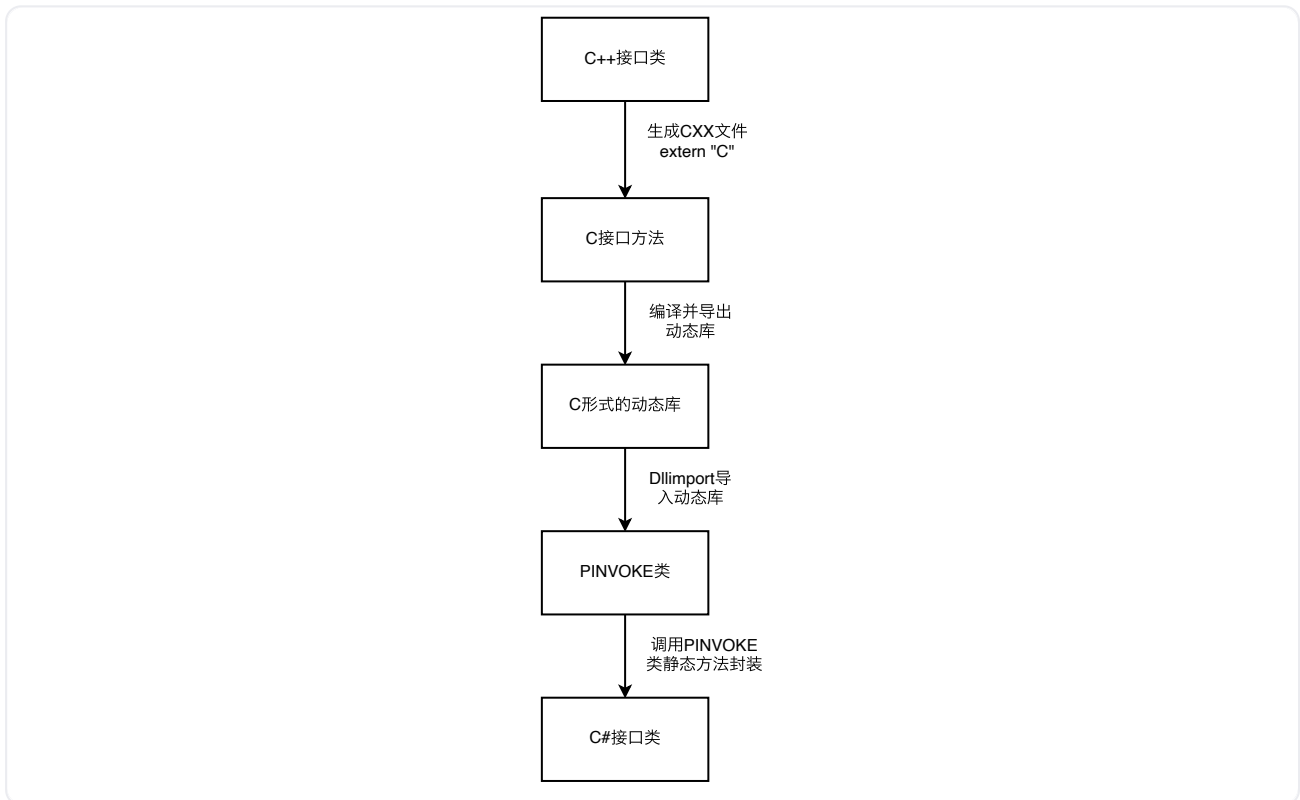 C++接口类
生成CXX文件
extern "C"
C接口方法
编译并导出
动态库
C形式的动态库
Dllimport导
入动态库
PINVOKE类
调用PINVOKE
类静态方法封装
C#接口类